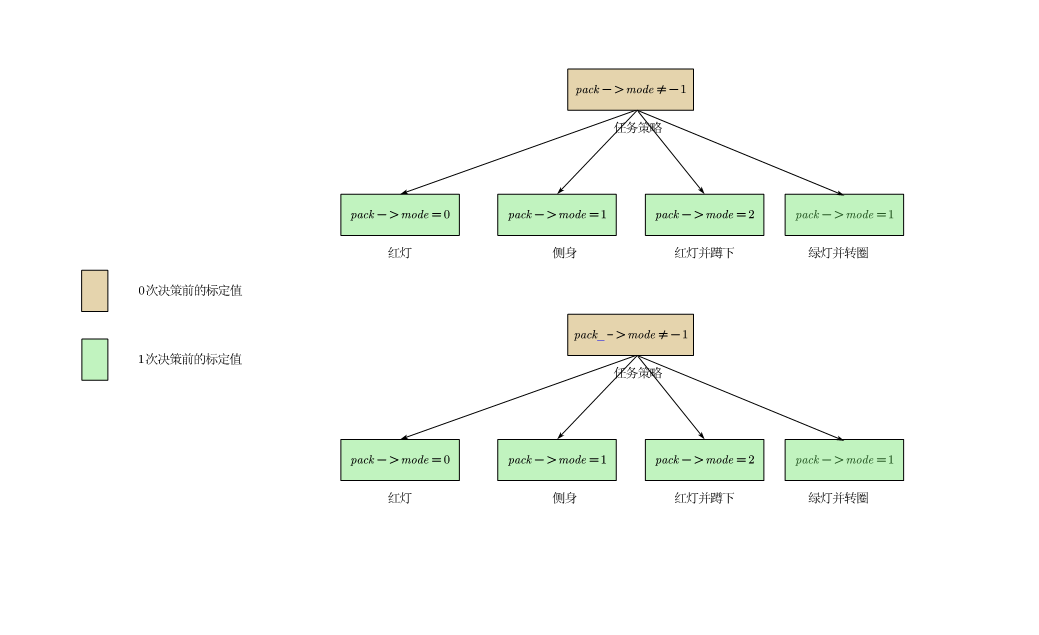 pack->mode≠-1
任务策略
pack->mode=0
pack->mode=1
pack->mode=2
pack->mode=1
红灯
侧身
红灯并蹲下
绿灯并转圈
0次决策前的标定值
1次决策前的标定值
pack_->mode≠-1
任务策略
pack->mode=0
pack->mode=1
pack->mode=2
pack->mode=1
红灯
侧身
红灯并蹲下
绿灯并转圈